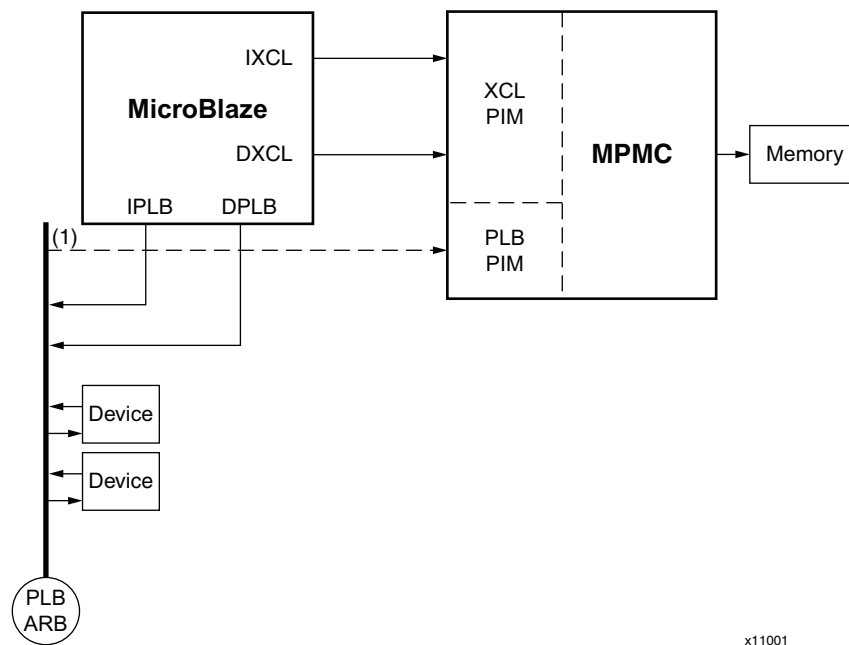 IXCL
MicroBlaze
DXCL
IPLB DPLB
XCL
PIM
MPMC
PLB
PIM
Memory
(1)
Device
Device
PLB
ARB
x11001